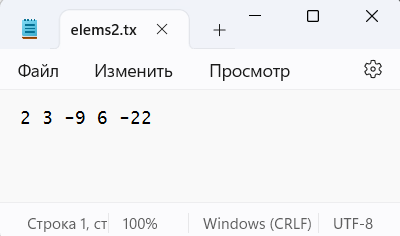 elems2.tx
Файл Изменить Просмотр
2 3 -9 6 -22
Строка 1, ст 100% Windows (CRLF) UTF-8